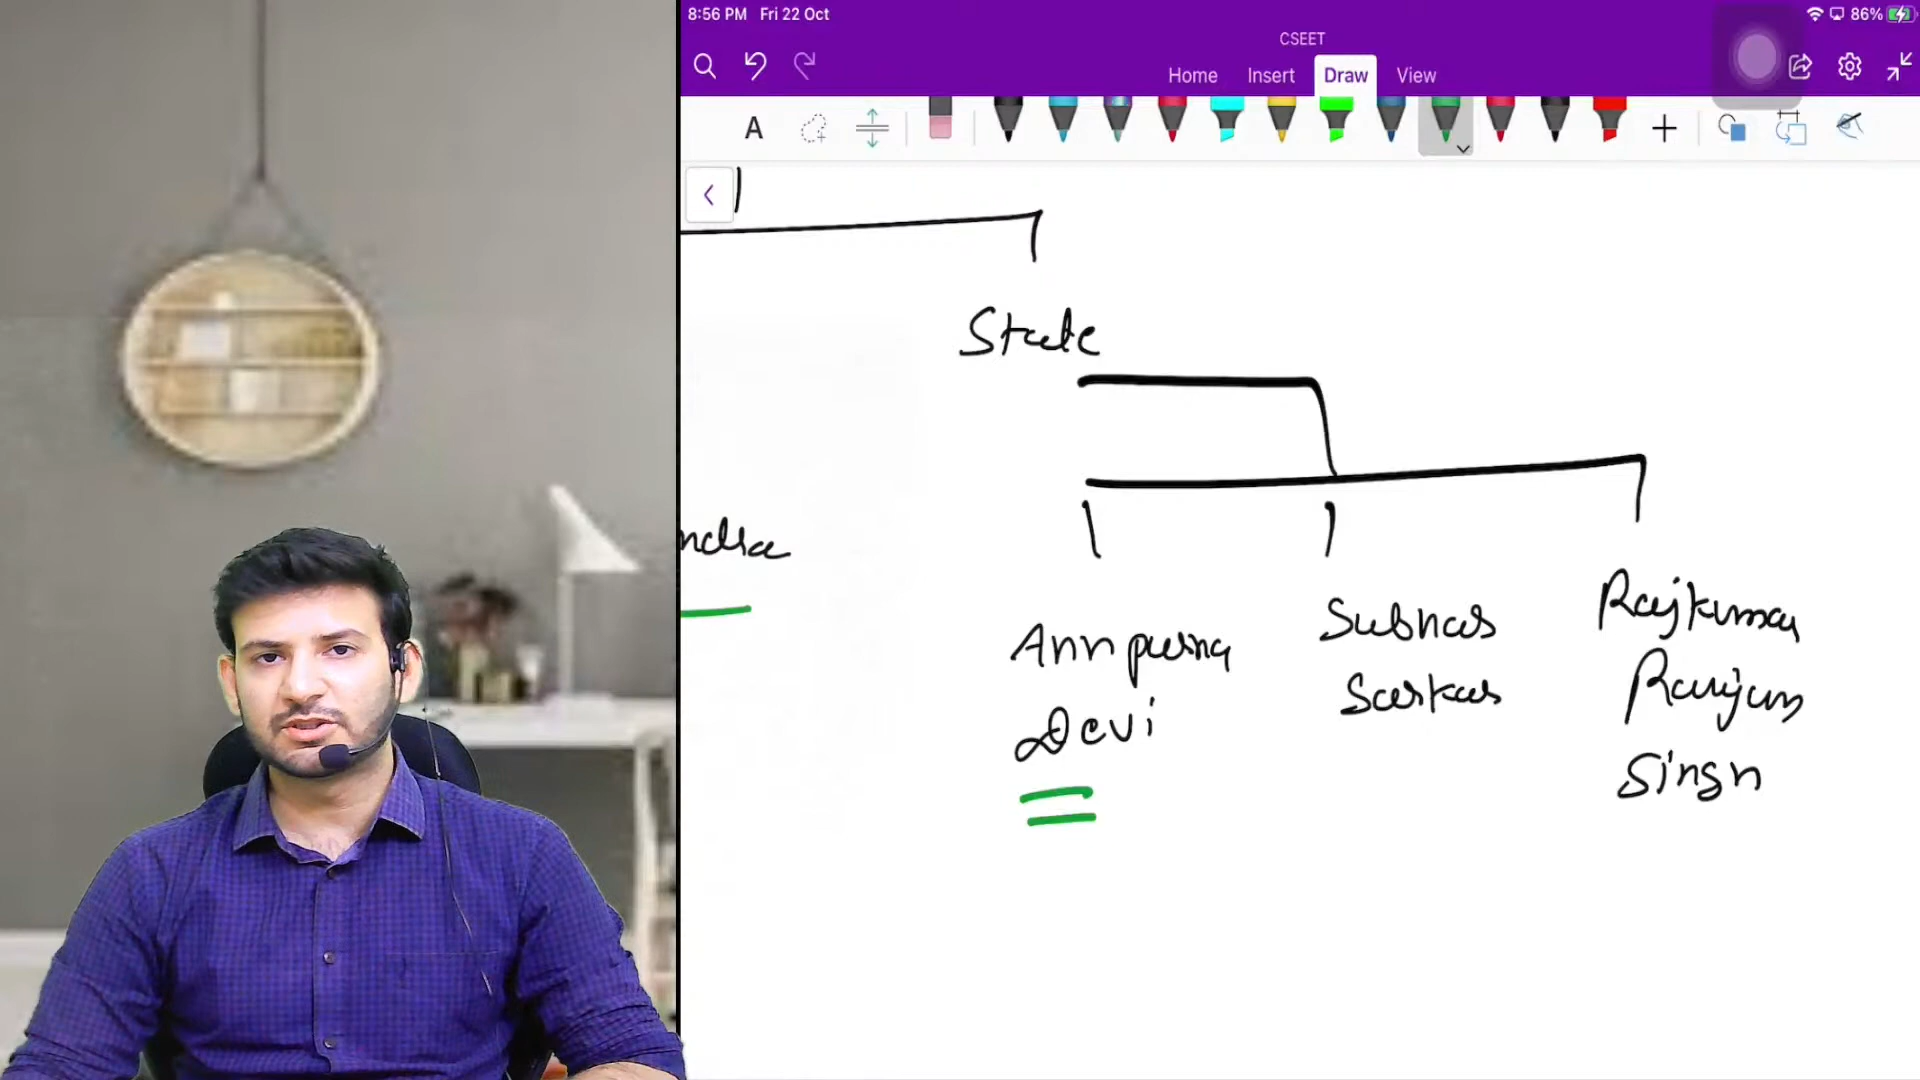 8:56 PM Fri 22 Oct
86%
CSEET
Home Insert Draw View
A
State
Annpurna
Devi
Subhas
Sarkar
Rajkumar
Ranjan
Singh